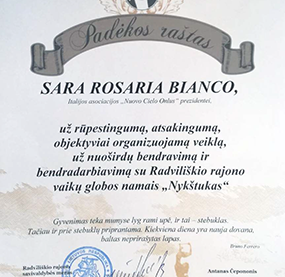 Padėkos raštas
SARA ROSARIA BIANCO,
Italijos asociacijos „Nuovo Cielo Onlus“ prezidentei,
už rūpestingumą, atsakingumą,
objektyviai organizuojamą veiklą,
už nuoširdų bendravimą ir
bendradarbiavimą su Radviliškio rajono
vaikų globos namais „Nykštukas“
Gyvenimas teka mumyse lyg rami upė, ir tai – stebuklas.
Tačiau ir prie stebuklų priprantama. Kiekviena diena yra nauja dovana,
baltas neprirašytas lapas.
Bruno Ferrero
Radviliškio rajono
savivaldybės meras
Antanas Čepononis